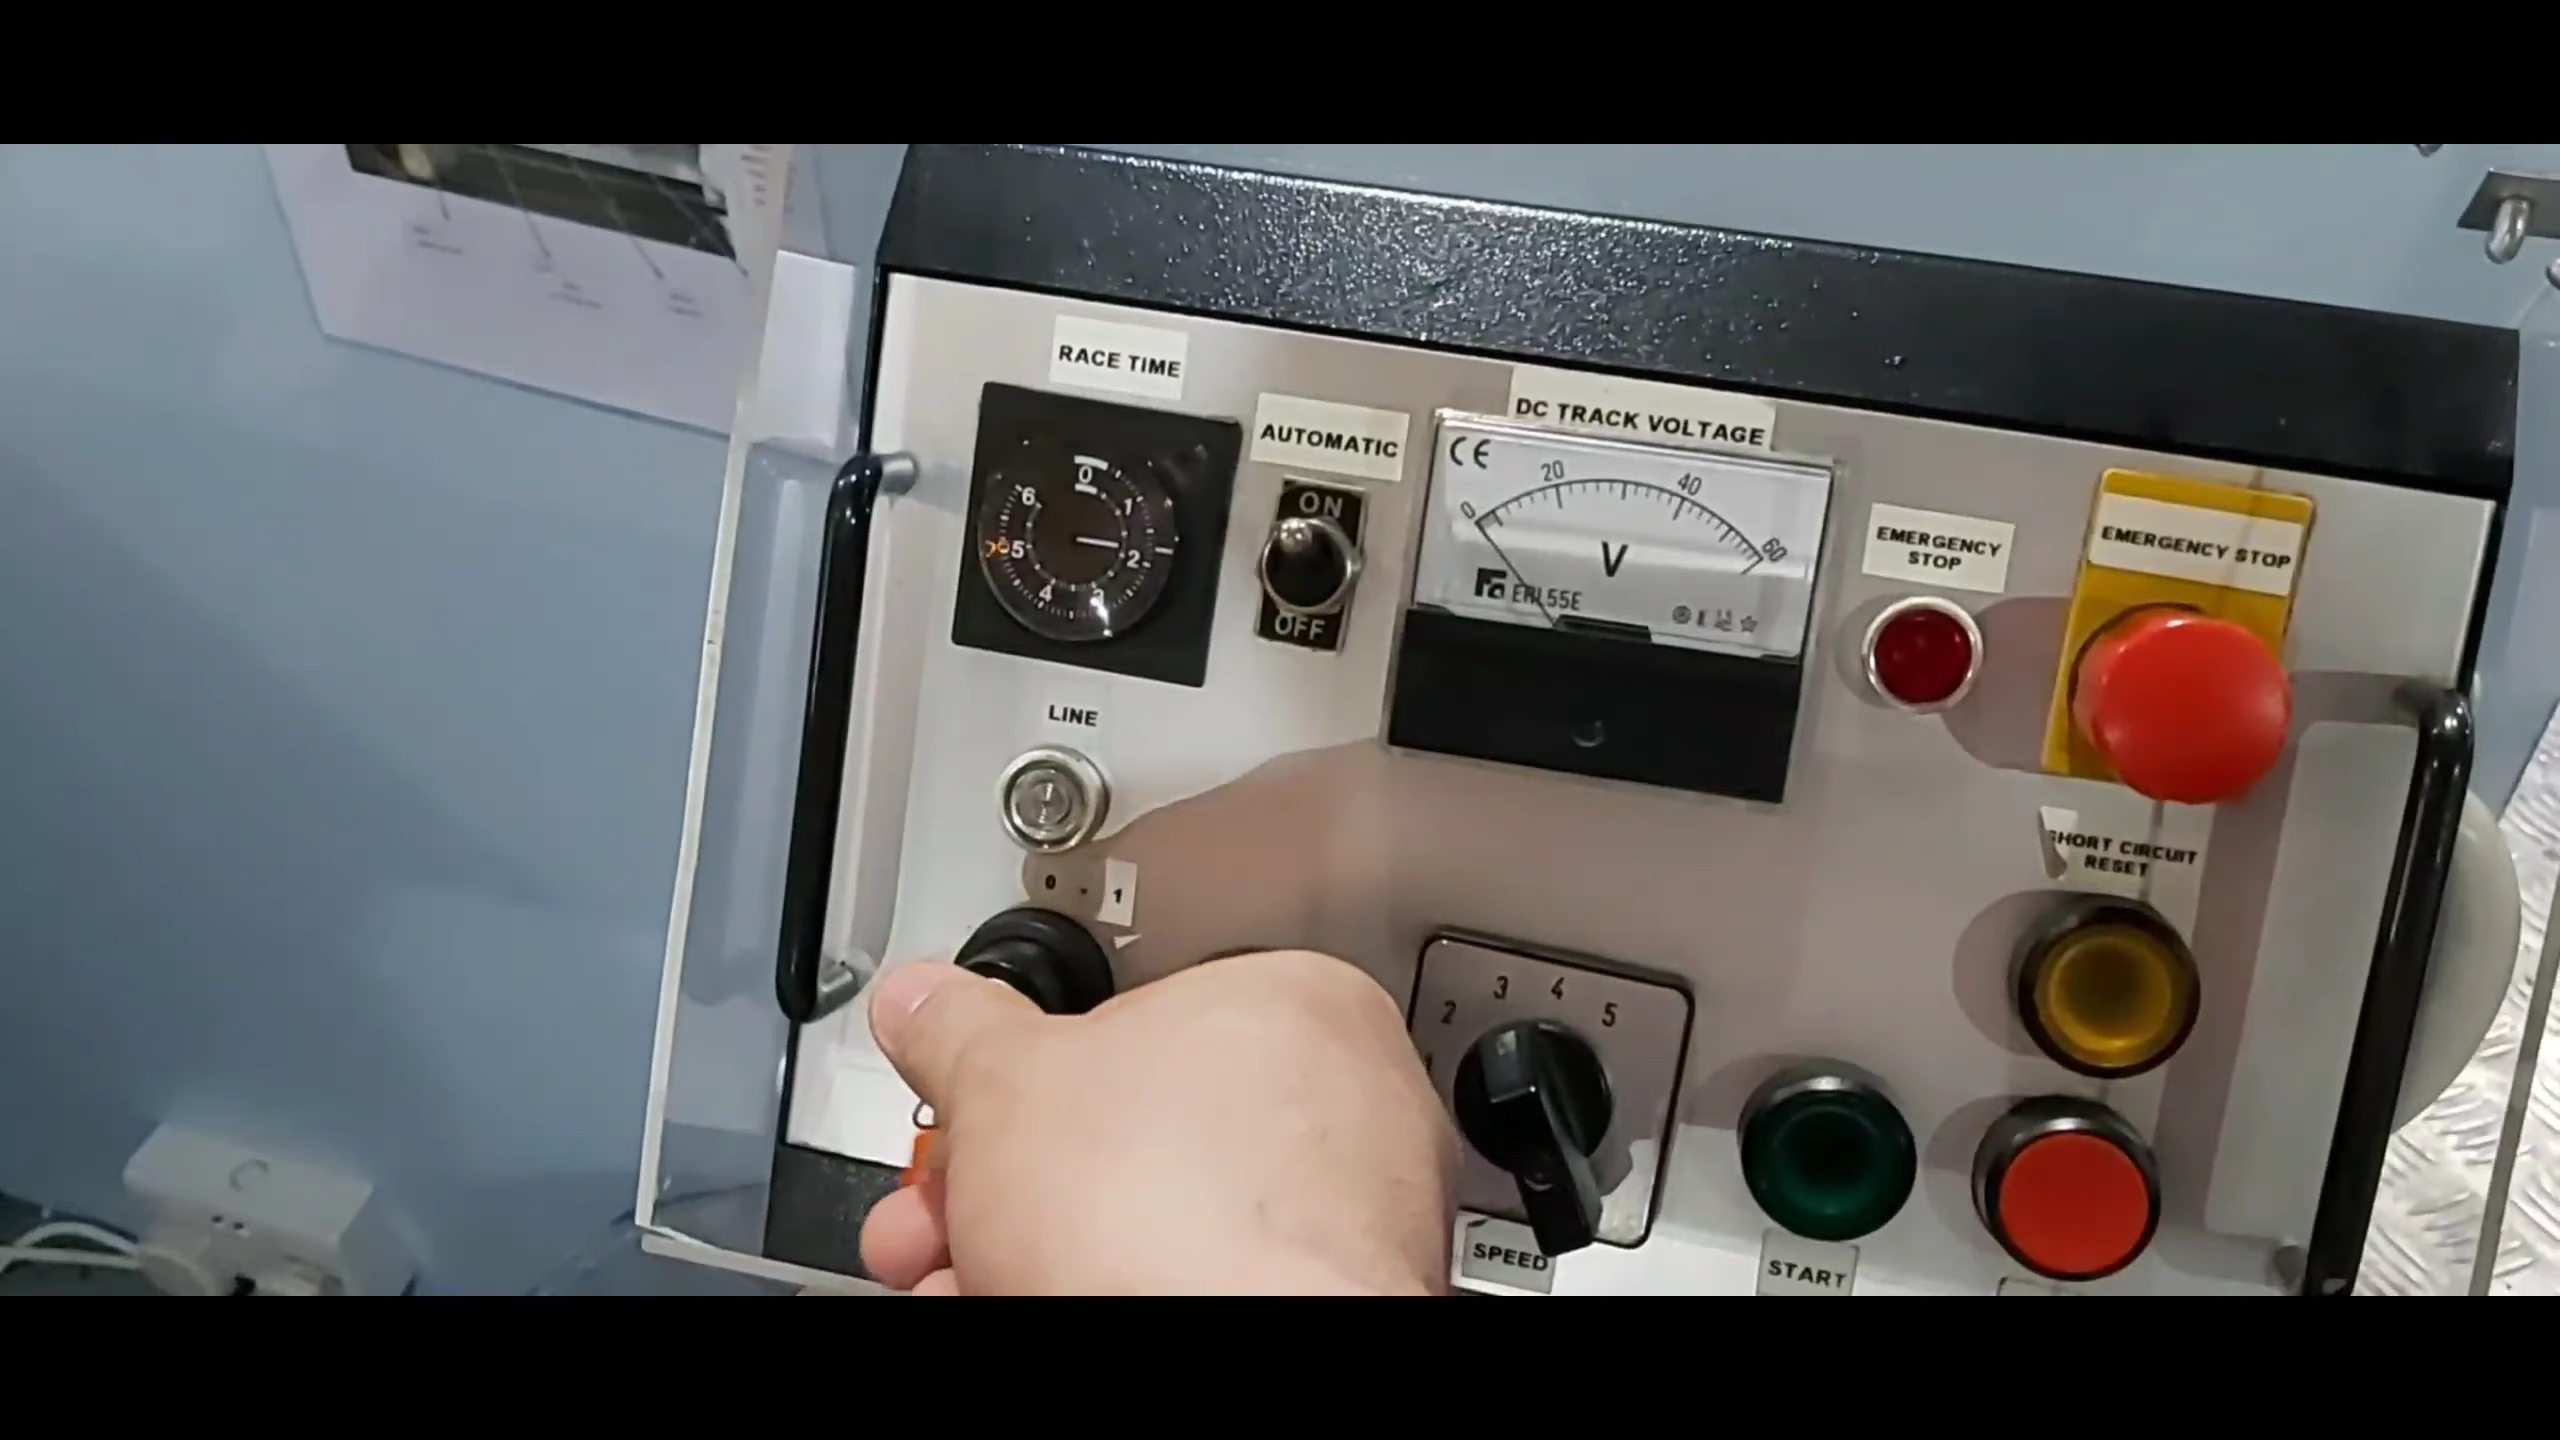 RACE TIME
0
1
2
3
4
5
6
AUTOMATIC
ON
OFF
DC TRACK VOLTAGE
CE
0 20 40 60
V
EMERGENCY
STOP
EMERGENCY STOP
LINE
0 - 1
SHORT CIRCUIT
RESET
2 3 4 5
SPEED
START